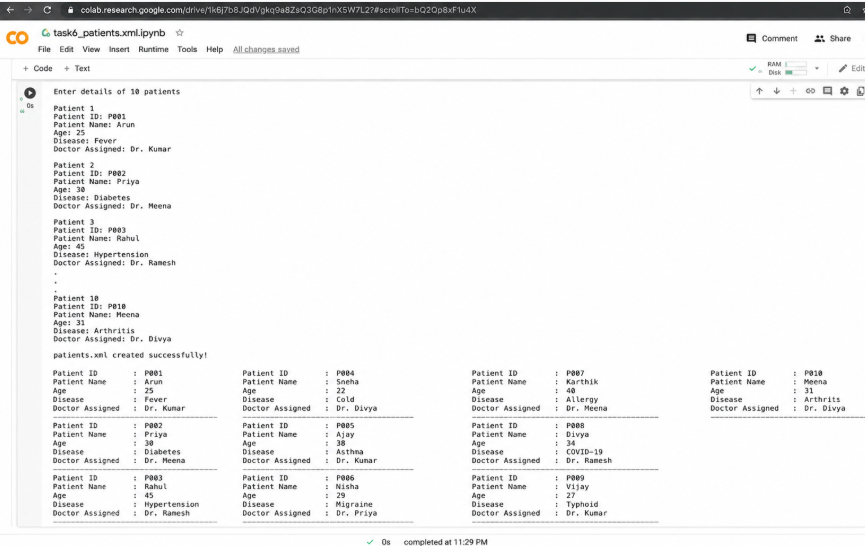 colab.research.google.com/drive/1k6j7b8JQdVgkq9a8ZsQ3G8p1nX5W7L2?#scrollTo=bQ2Qp8xF1u4X
CO
task6_patients.xml.ipynb
Comment
Share
File Edit View Insert Runtime Tools Help All changes saved
+ Code + Text
RAM
Disk
Edit
0s
Enter details of 10 patients
Patient 1
Patient ID: P001
Patient Name: Arun
Age: 25
Disease: Fever
Doctor Assigned: Dr. Kumar
Patient 2
Patient ID: P002
Patient Name: Priya
Age: 30
Disease: Diabetes
Doctor Assigned: Dr. Meena
Patient 3
Patient ID: P003
Patient Name: Rahul
Age: 45
Disease: Hypertension
Doctor Assigned: Dr. Ramesh
.
.
.
Patient 10
Patient ID: P010
Patient Name: Meena
Age: 31
Disease: Arthritis
Doctor Assigned: Dr. Divya
patients.xml created successfully!
Patient ID : P001
Patient Name : Arun
Age : 25
Disease : Fever
Doctor Assigned : Dr. Kumar
Patient ID : P002
Patient Name : Priya
Age : 30
Disease : Diabetes
Doctor Assigned : Dr. Meena
Patient ID : P003
Patient Name : Rahul
Age : 45
Disease : Hypertension
Doctor Assigned : Dr. Ramesh
Patient ID : P004
Patient Name : Sneha
Age : 22
Disease : Cold
Doctor Assigned : Dr. Divya
Patient ID : P005
Patient Name : Ajay
Age : 38
Disease : Asthma
Doctor Assigned : Dr. Kumar
Patient ID : P006
Patient Name : Nisha
Age : 29
Disease : Migraine
Doctor Assigned : Dr. Priya
Patient ID : P007
Patient Name : Karthik
Age : 40
Disease : Allergy
Doctor Assigned : Dr. Meena
Patient ID : P008
Patient Name : Divya
Age : 34
Disease : COVID-19
Doctor Assigned : Dr. Ramesh
Patient ID : P009
Patient Name : Vijay
Age : 27
Disease : Typhoid
Doctor Assigned : Dr. Kumar
Patient ID : P010
Patient Name : Meena
Age : 31
Disease : Arthrits
Doctor Assigned : Dr. Divya
0s completed at 11:29 PM